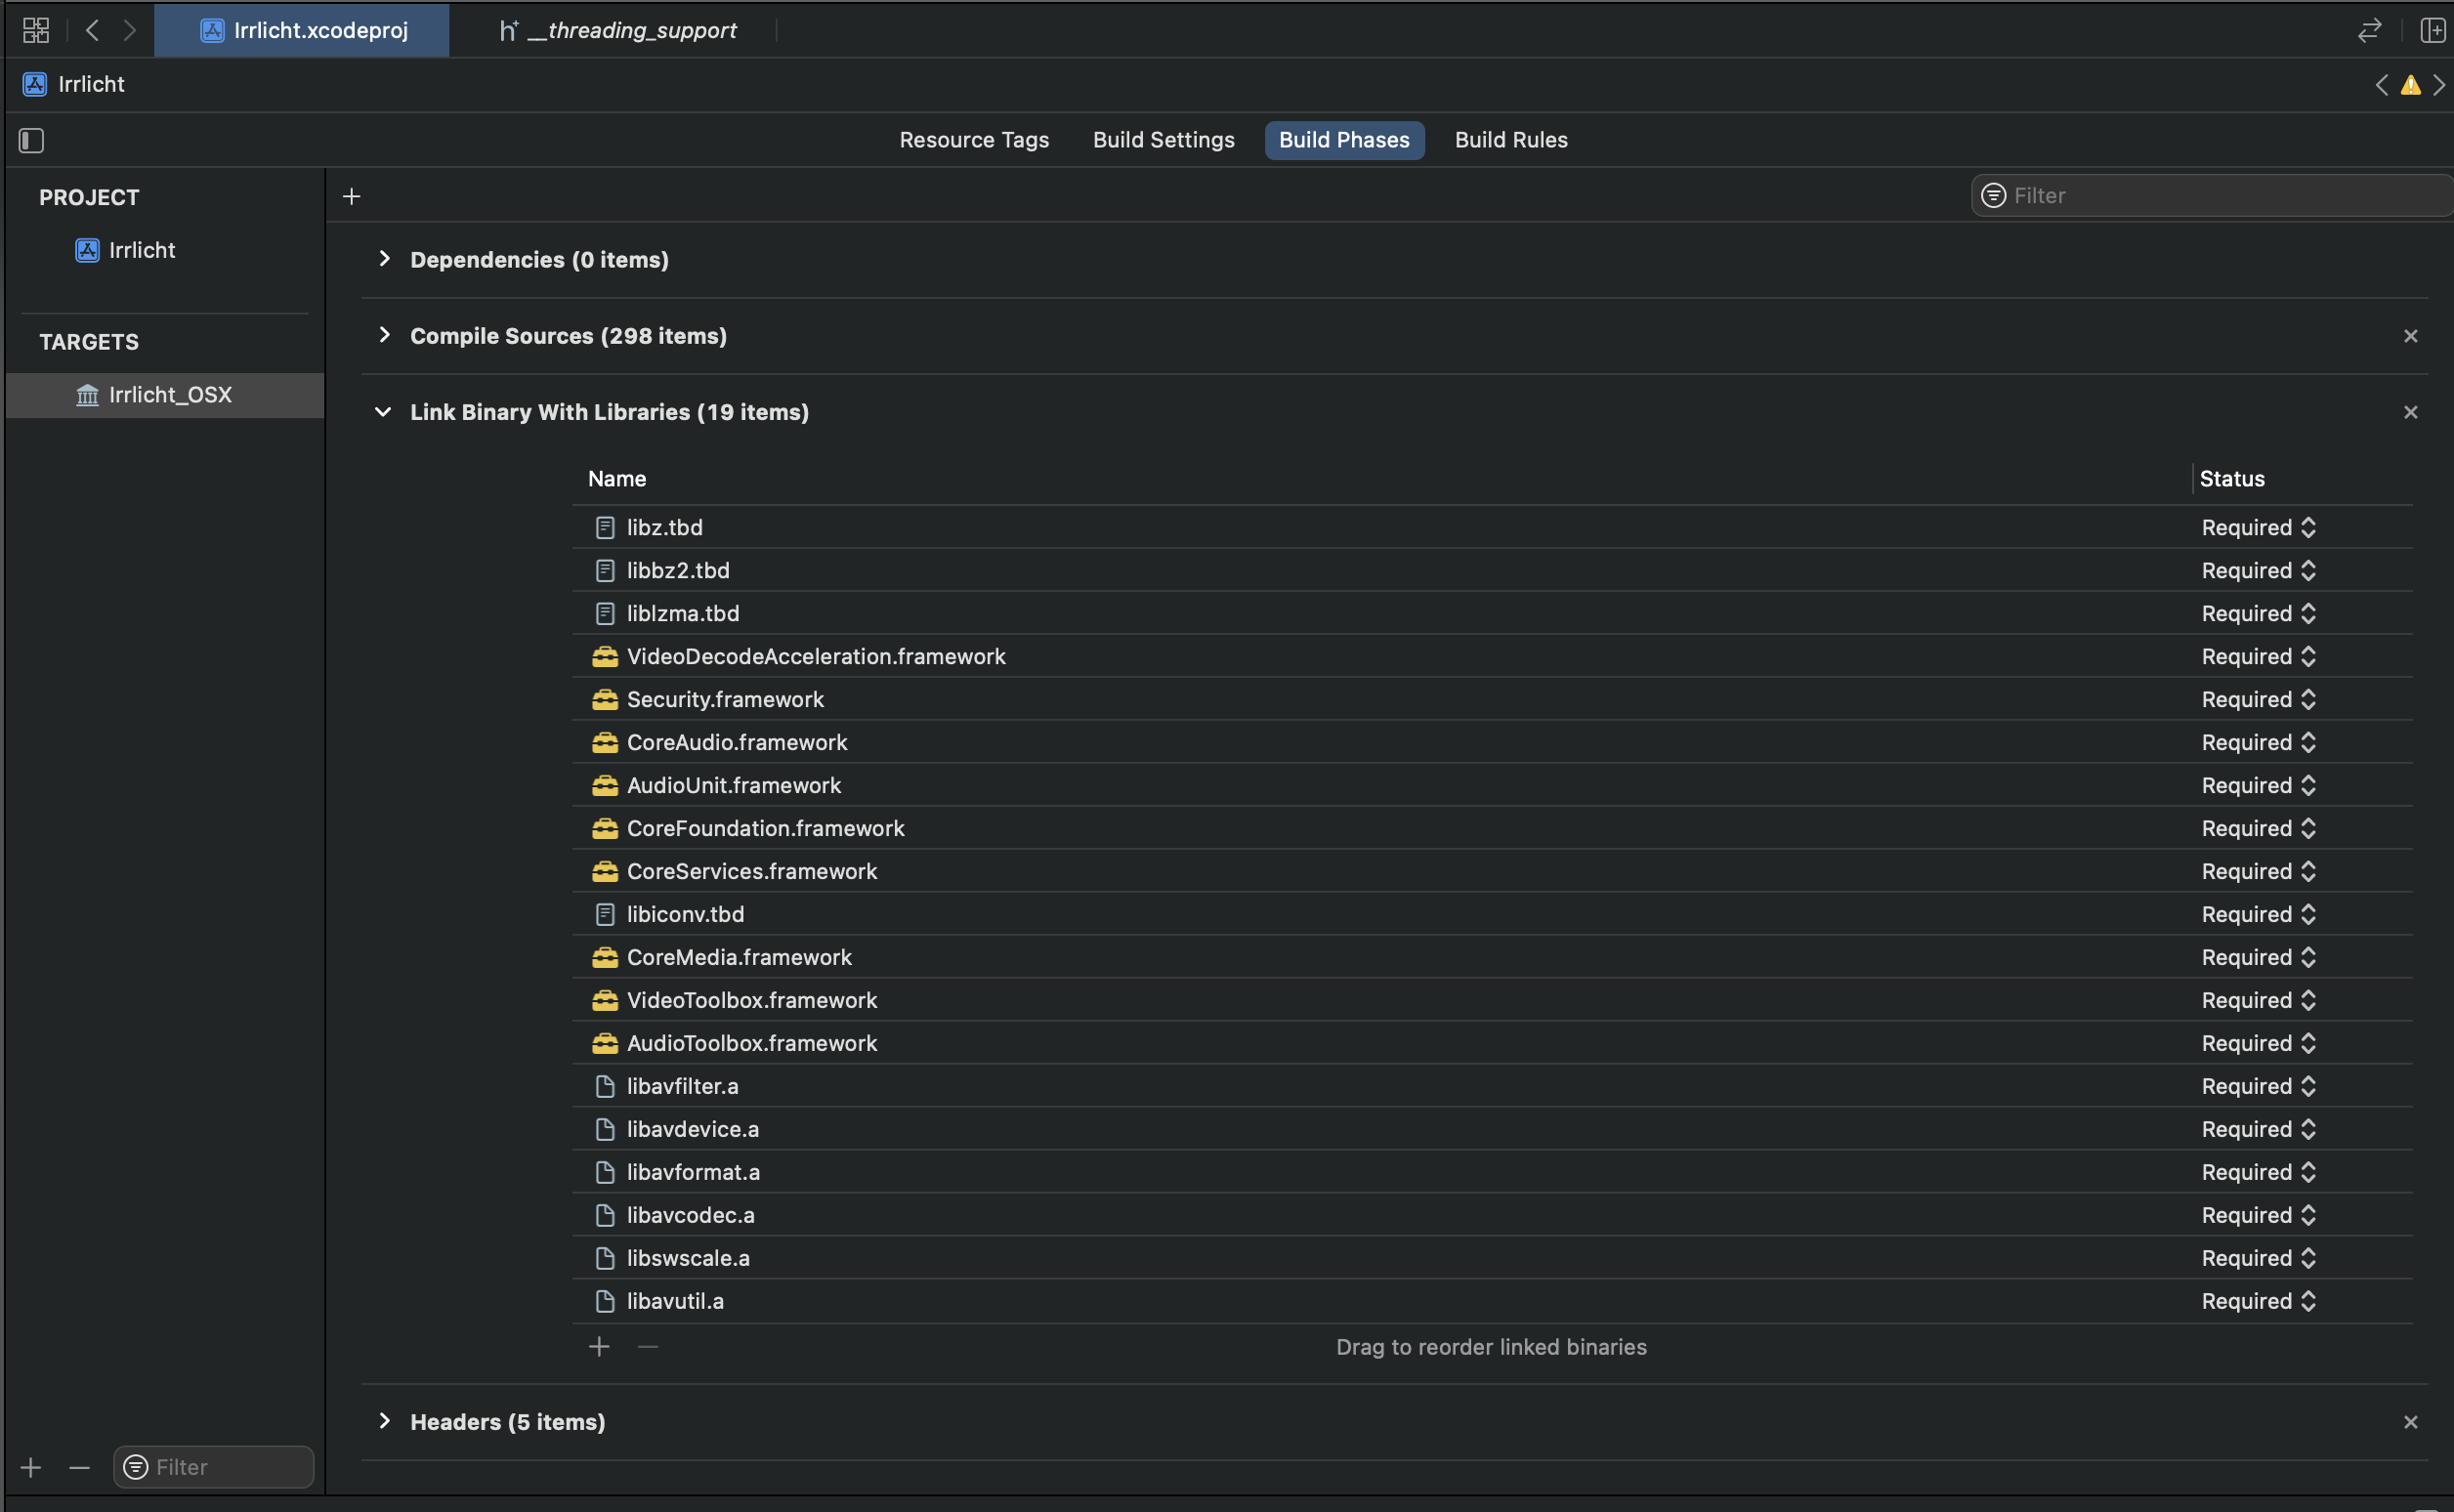 Irrlicht.xcodeproj
h+ __threading_support
Irrlicht
Resource Tags Build Settings Build Phases Build Rules
PROJECT
Irrlicht
TARGETS
Irrlicht_OSX
Filter
Dependencies (0 items)
Compile Sources (298 items)
Link Binary With Libraries (19 items)
Name Status
libz.tbd Required
libbz2.tbd Required
liblzma.tbd Required
VideoDecodeAcceleration.framework Required
Security.framework Required
CoreAudio.framework Required
AudioUnit.framework Required
CoreFoundation.framework Required
CoreServices.framework Required
libiconv.tbd Required
CoreMedia.framework Required
VideoToolbox.framework Required
AudioToolbox.framework Required
libavfilter.a Required
libavdevice.a Required
libavformat.a Required
libavcodec.a Required
libswscale.a Required
libavutil.a Required
Drag to reorder linked binaries
Headers (5 items)
Filter